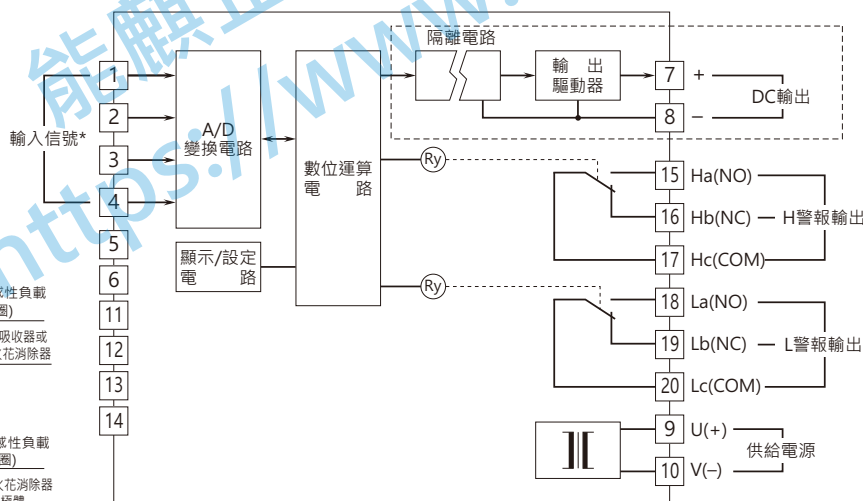 隔離電路
輸出
驅動器
7 +
8 −
DC輸出
輸入信號*
1
2
3
4
5
6
11
12
13
14
A/D
變換電路
數位運算
電路
顯示/設定
電路
Ry
Ry
15 Ha(NO)
16 Hb(NC)
17 Hc(COM)
H警報輸出
18 La(NO)
19 Lb(NC)
20 Lc(COM)
L警報輸出
9 U(+)
10 V(−)
供給電源
性負載
圈)
吸收器或
花消除器
感性負載
圈)
火花消除器
能麒
https://www.